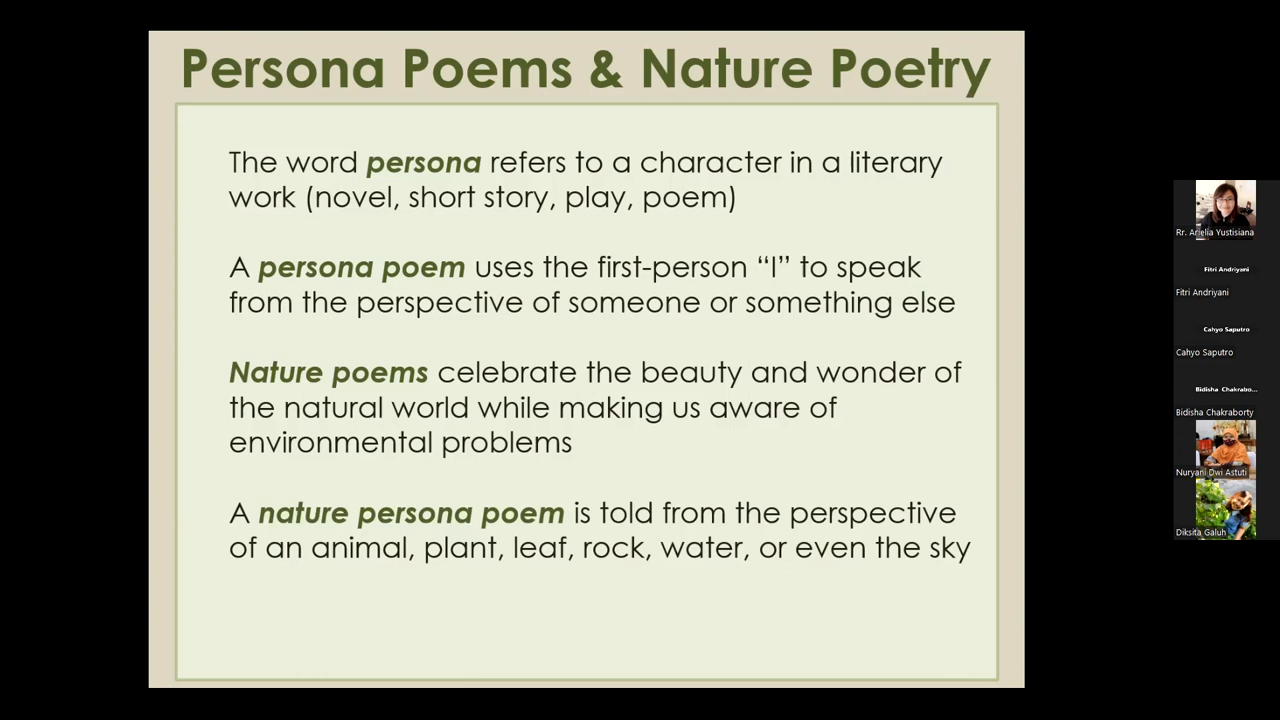 Persona Poems & Nature Poetry
The word persona refers to a character in a literary
work (novel, short story, play, poem)
A persona poem uses the first-person “I” to speak
from the perspective of someone or something else
Nature poems celebrate the beauty and wonder of
the natural world while making us aware of
environmental problems
A nature persona poem is told from the perspective
of an animal, plant, leaf, rock, water, or even the sky
Rr. Arielia Yustisiana
Fitri Andriyani
Fitri Andriyani
Cahyo Saputro
Cahyo Saputro
Bidisha Chakrabo...
Bidisha Chakraborty
Nuryani Dwi Astuti
Diksita Galuh